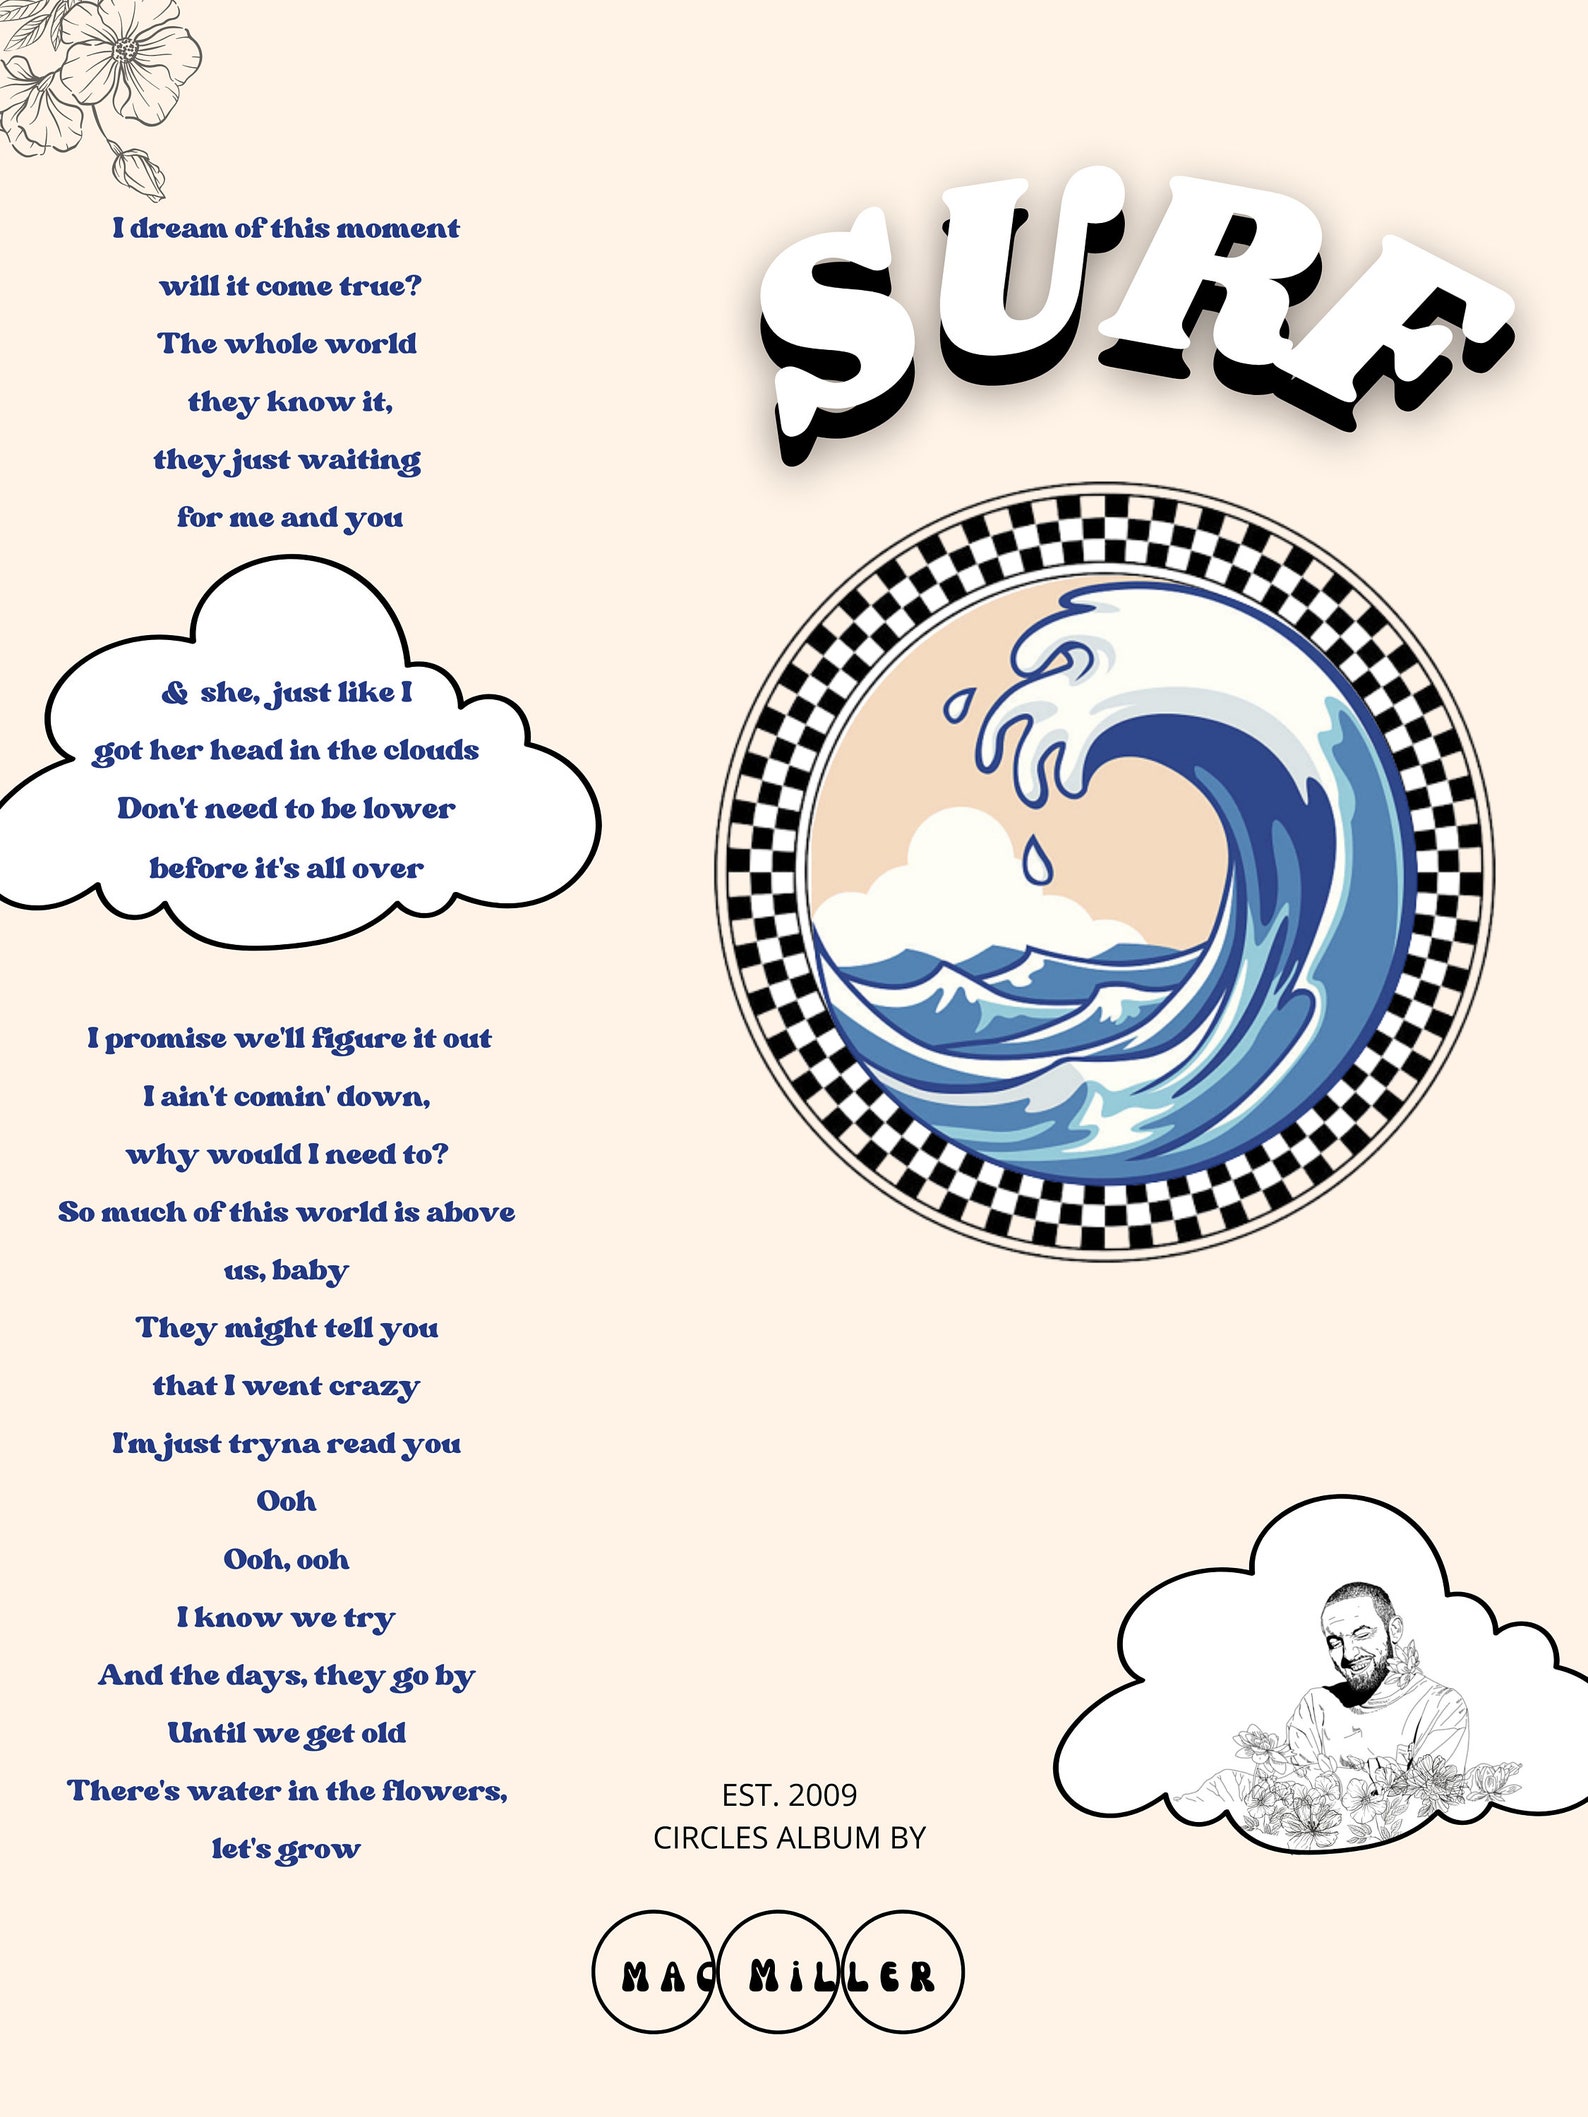 SURF
I dream of this moment
will it come true?
The whole world
they know it,
they just waiting
for me and you
& she, just like I
got her head in the clouds
Don't need to be lower
before it's all over
I promise we'll figure it out
I ain't comin' down,
why would I need to?
So much of this world is above
us, baby
They might tell you
that I went crazy
I'm just tryna read you
Ooh
Ooh, ooh
I know we try
And the days, they go by
Until we get old
There's water in the flowers,
let's grow
EST. 2009
CIRCLES ALBUM BY
MAC MiLLER